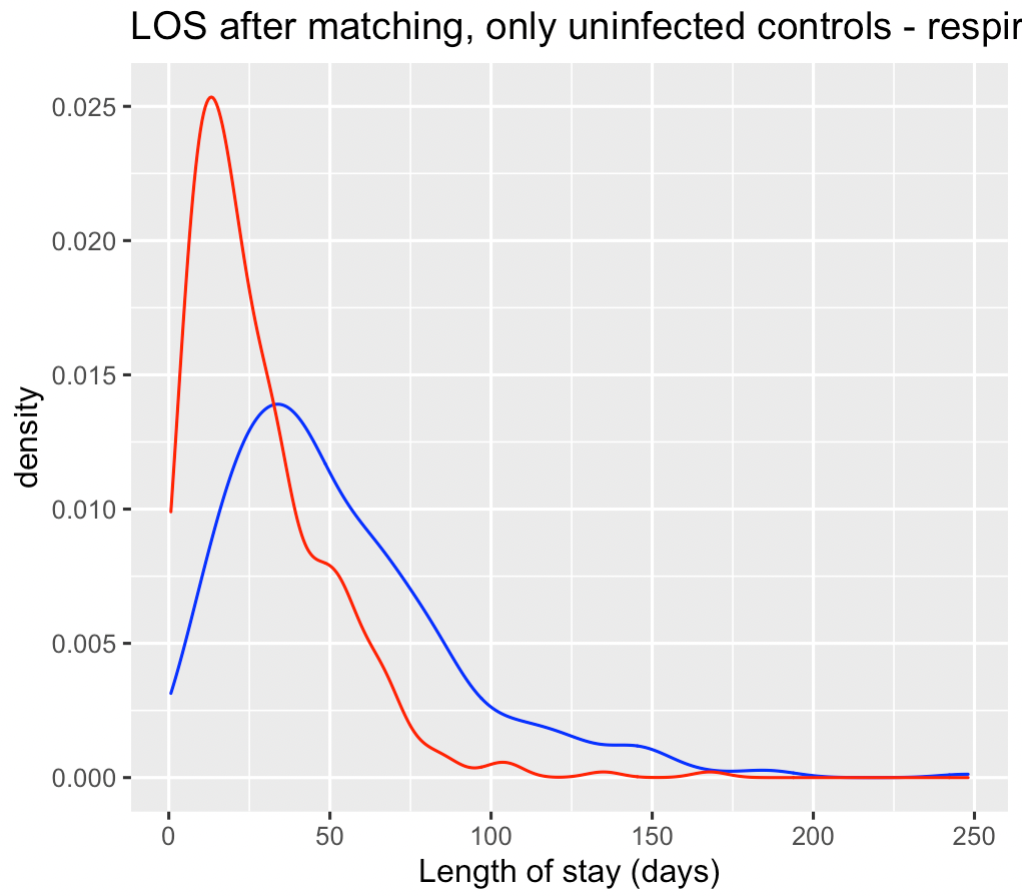 LOS after matching, only uninfected controls - respir
0.025
0.020
0.015
0.010
0.005
0.000
density
0 50 100 150 200 250
Length of stay (days)